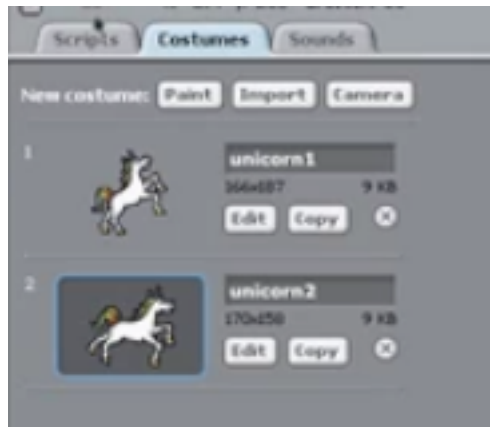 Scripts Costumes Sounds
New costume: Paint Import Camera
1
unicorn1
166x187 9 KB
Edit Copy
2
unicorn2
170x158 9 KB
Edit Copy